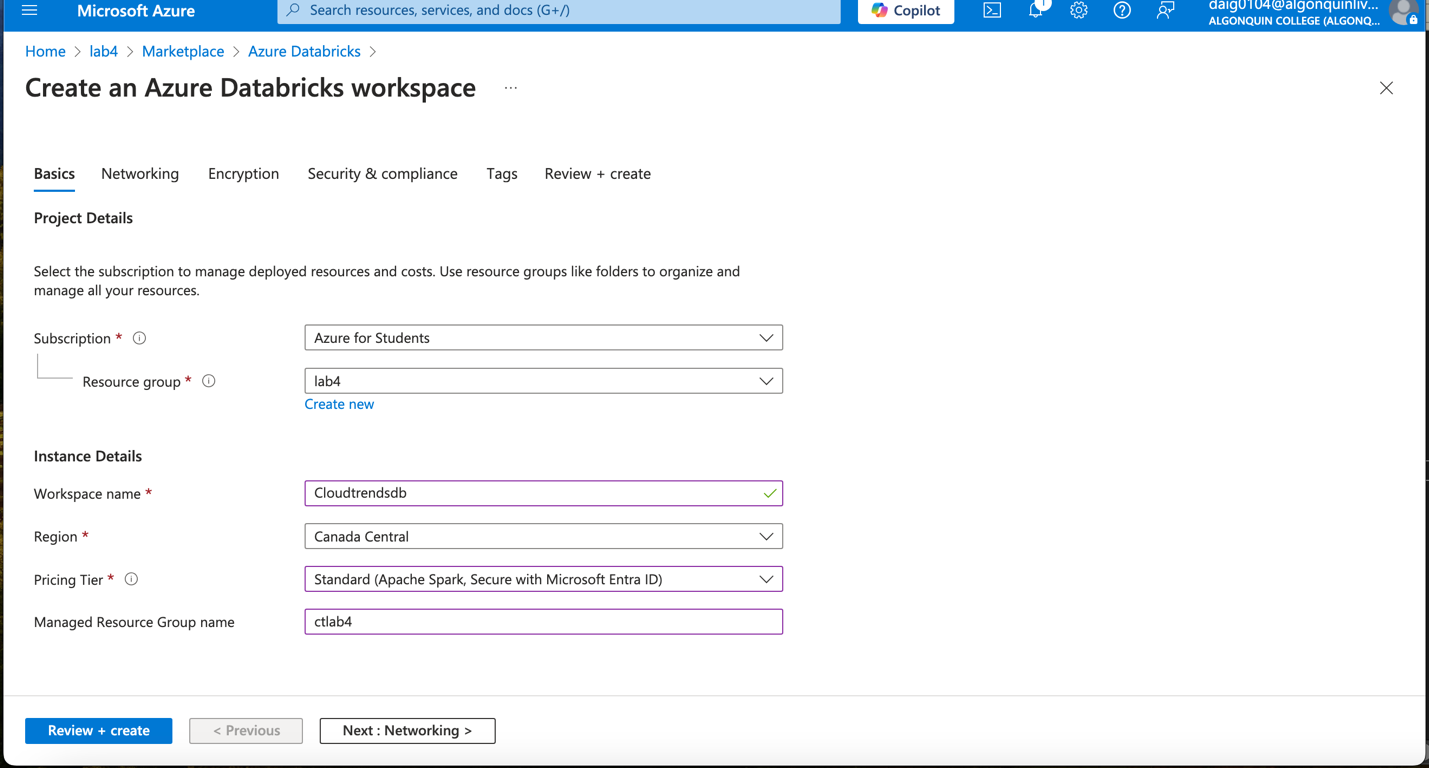 Microsoft Azure
Search resources, services, and docs (G+/)
Copilot
1
daig0104@algonquinliv...
ALGONQUIN COLLEGE (ALGONQ...
Home > lab4 > Marketplace > Azure Databricks >
Create an Azure Databricks workspace ...
Basics Networking Encryption Security & compliance Tags Review + create
Project Details
Select the subscription to manage deployed resources and costs. Use resource groups like folders to organize and
manage all your resources.
Subscription * Azure for Students
Resource group * lab4
Create new
Instance Details
Workspace name * Cloudtrendsdb
Region * Canada Central
Pricing Tier * Standard (Apache Spark, Secure with Microsoft Entra ID)
Managed Resource Group name ctlab4
Review + create < Previous Next : Networking >